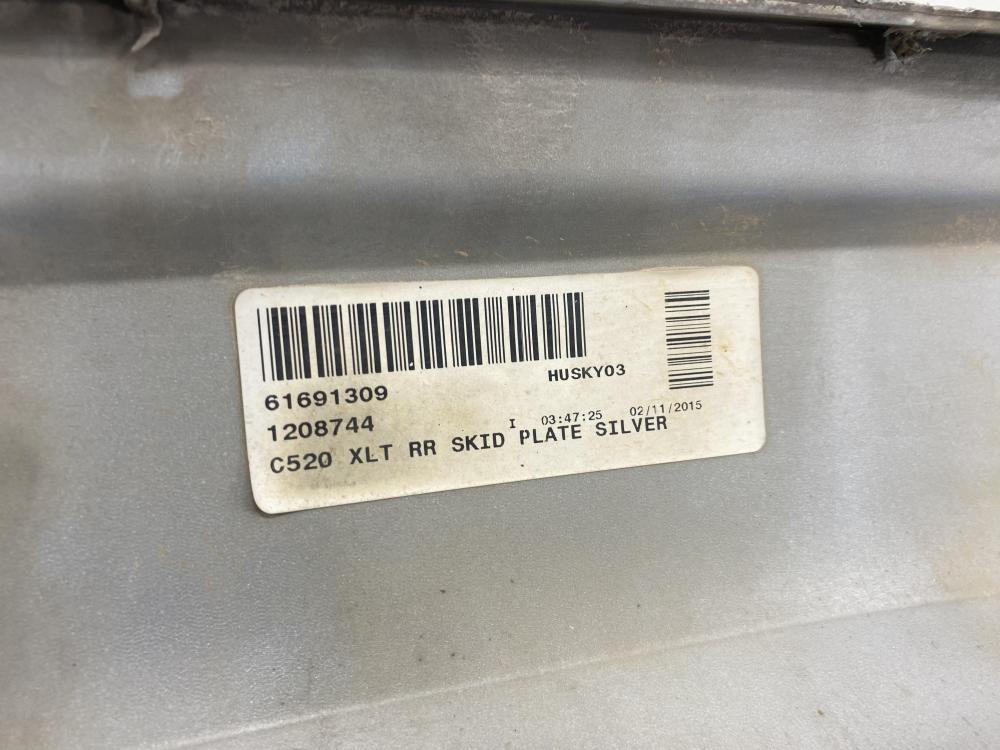 HUSKY03
61691309
1208744
I 03:47:25 02/11/2015
C520 XLT RR SKID PLATE SILVER